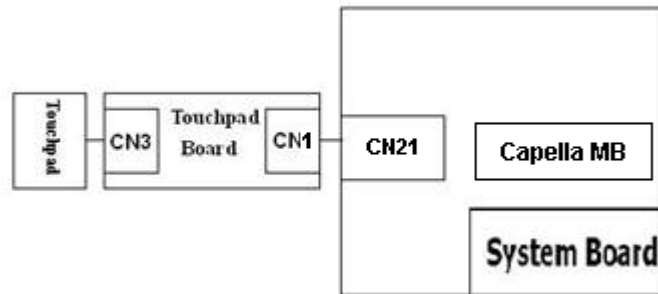 Touchpad
CN3
Touchpad
Board
CN1
CN21
Capella MB
System Board